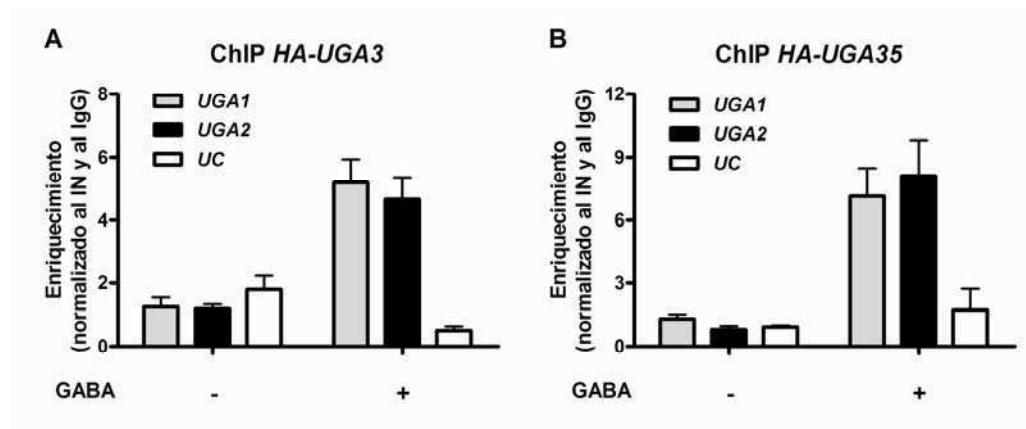 A
ChIP HA-UGA3
Enriquecimiento
(normalizado al IN y al IgG)
8
6
4
2
0
UGA1
UGA2
UC
GABA
-
+
B
ChIP HA-UGA35
Enriquecimiento
(normalizado al IN y al IgG)
12
9
6
3
0
UGA1
UGA2
UC
GABA
-
+